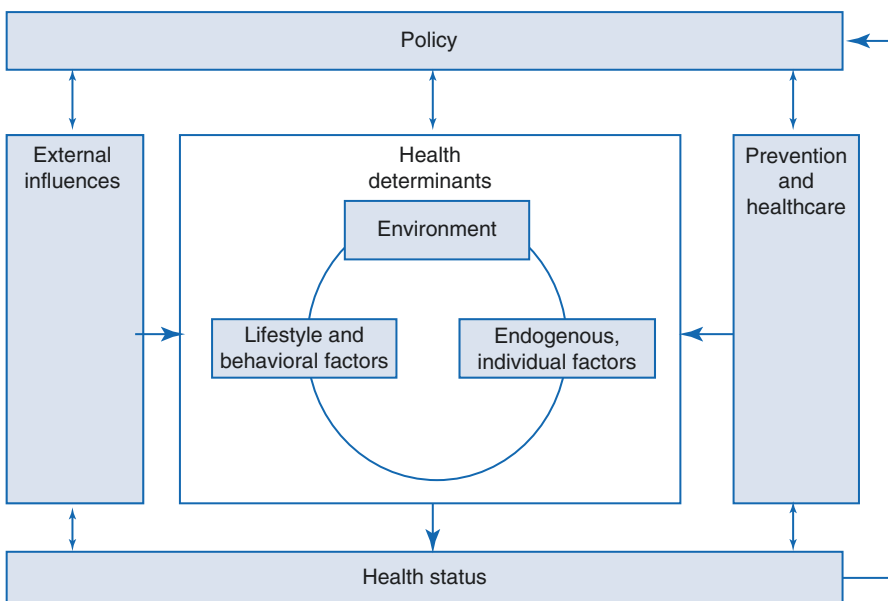 Policy
External
influences
Health
determinants
Prevention
and
healthcare
Environment
Lifestyle and
behavioral factors
Endogenous,
individual factors
Health status